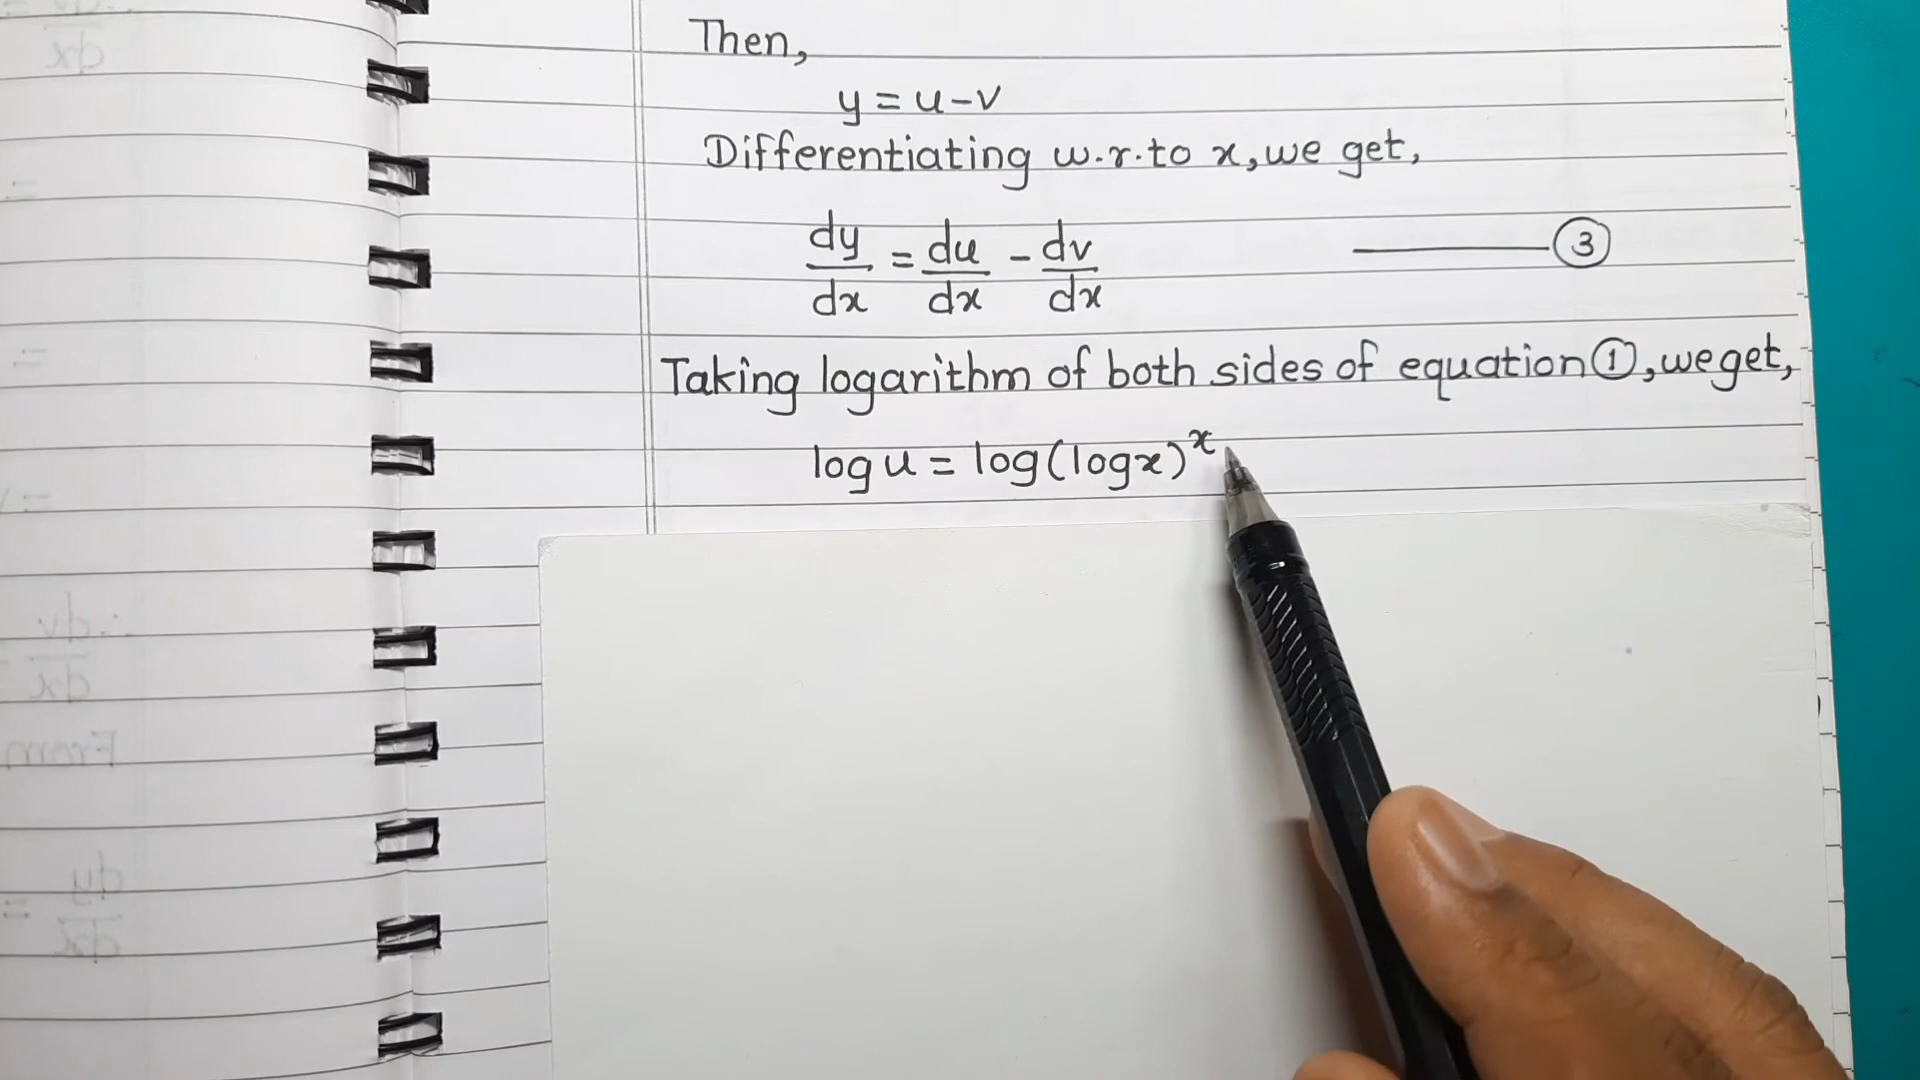 Then,
y = u - v
Differentiating w.r.to x, we get,
dy/dx = du/dx - dv/dx ——— ③
Taking logarithm of both sides of equation ①, we get,
log u = log(logx)^x